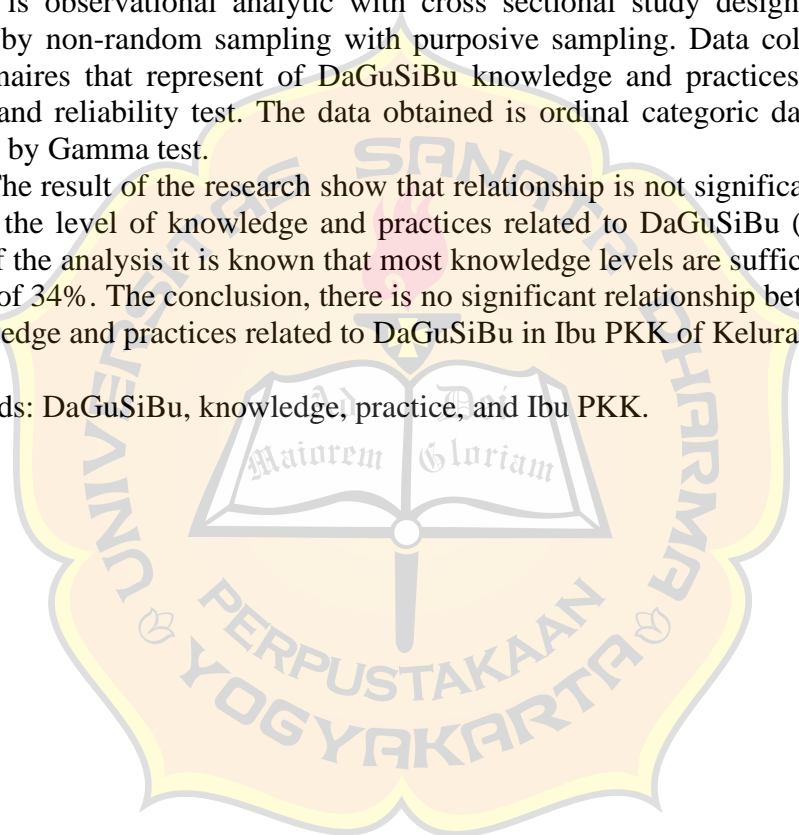 is observational analytic with cross sectional study design
by non-random sampling with purposive sampling. Data col
naires that represent of DaGuSiBu knowledge and practices
and reliability test. The data obtained is ordinal categoric da
by Gamma test.
The result of the research show that relationship is not significa
the level of knowledge and practices related to DaGuSiBu (
f the analysis it is known that most knowledge levels are suffic
of 34%. The conclusion, there is no significant relationship bet
edge and practices related to DaGuSiBu in Ibu PKK of Kelura
ds: DaGuSiBu, knowledge, practice, and Ibu PKK.
UNIVERSITAS SANATA DHARMA
Ad Dei
Maiorem Gloriam
PERPUSTAKAAN
YOGYAKARTA